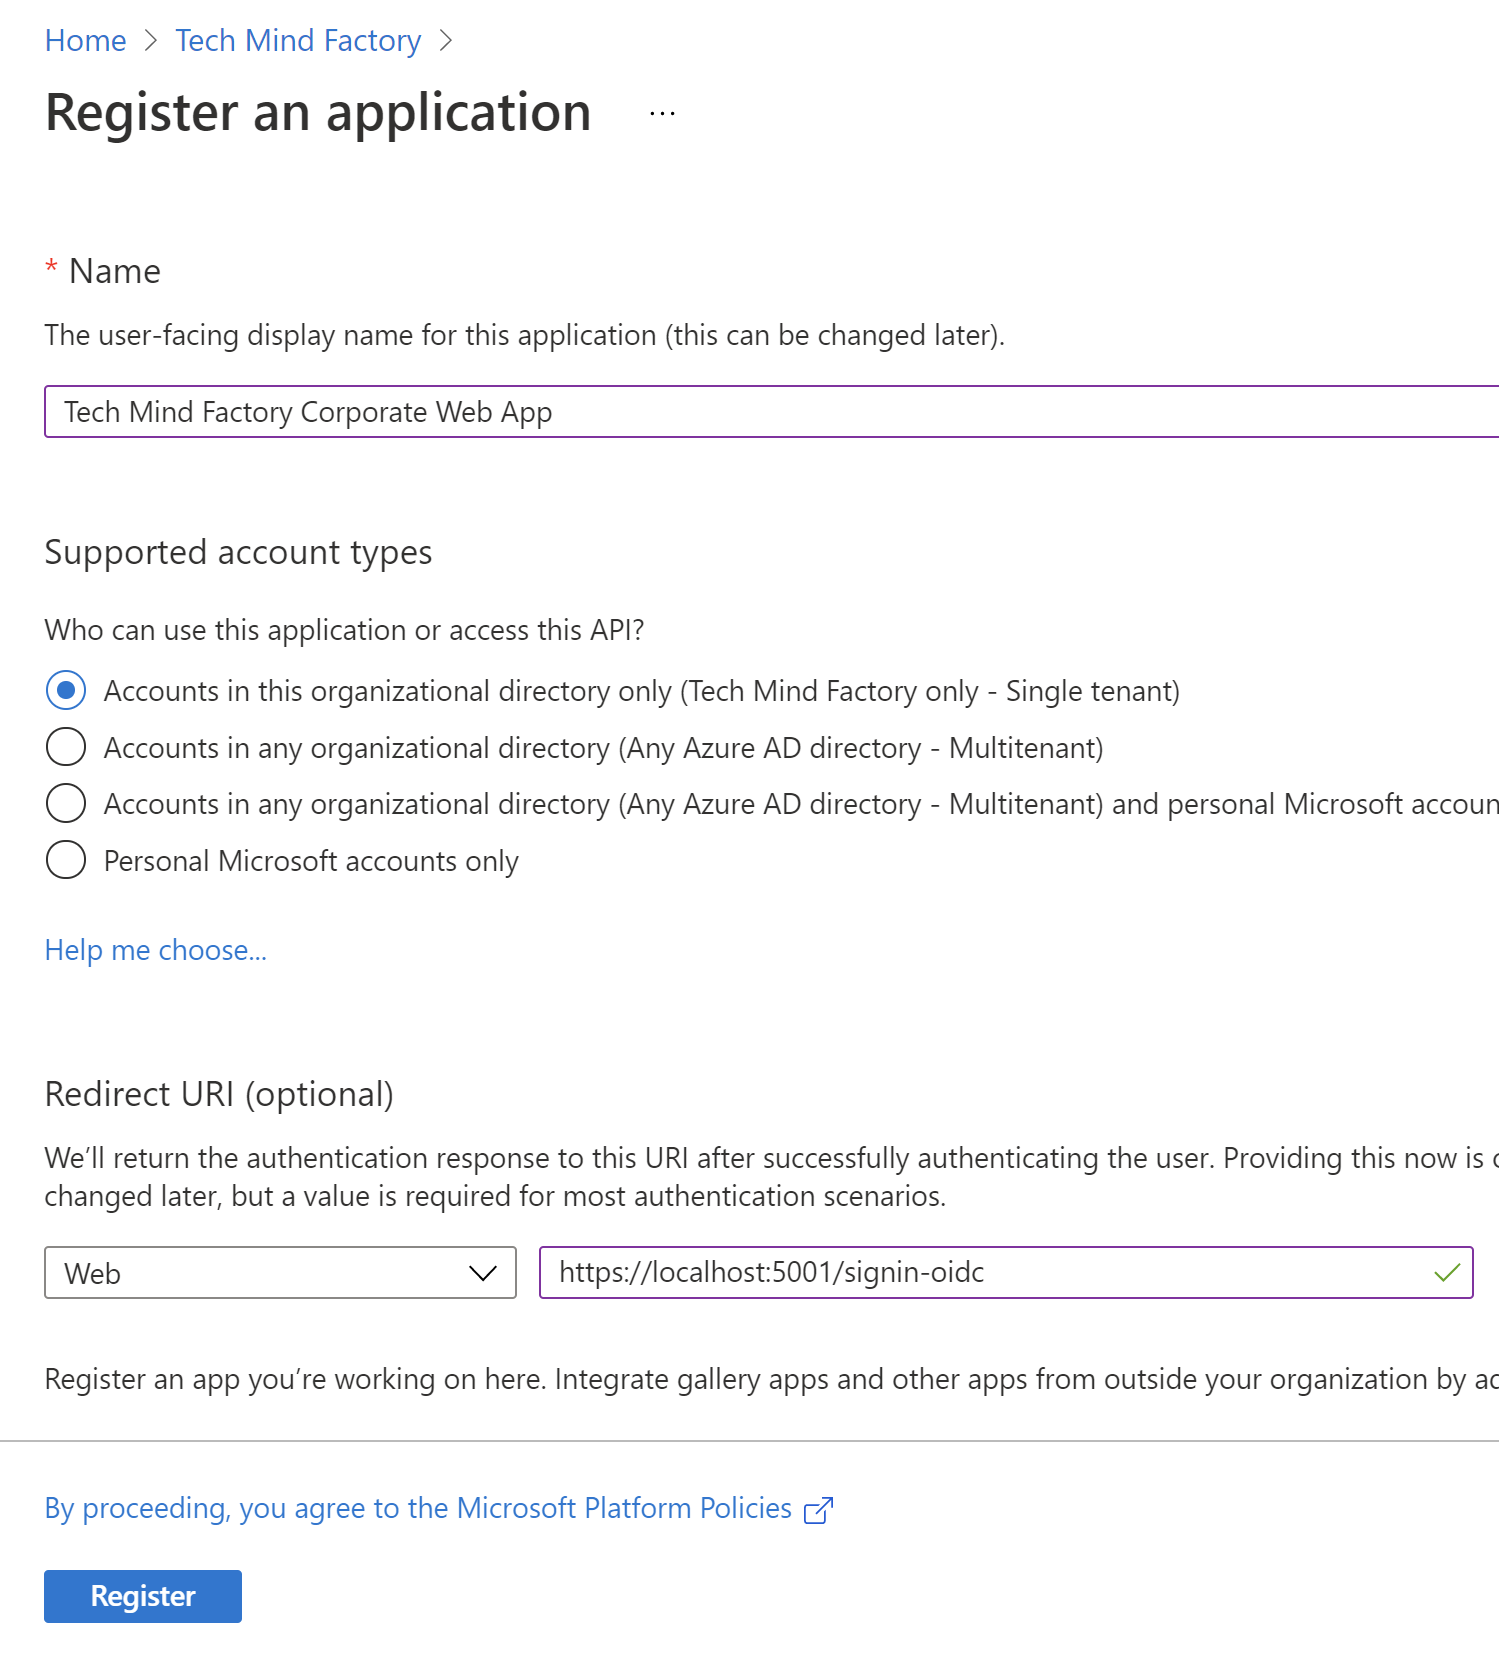 Home > Tech Mind Factory >
Register an application ...
* Name
The user-facing display name for this application (this can be changed later).
Tech Mind Factory Corporate Web App
Supported account types
Who can use this application or access this API?
Accounts in this organizational directory only (Tech Mind Factory only - Single tenant)
Accounts in any organizational directory (Any Azure AD directory - Multitenant)
Accounts in any organizational directory (Any Azure AD directory - Multitenant) and personal Microsoft
Personal Microsoft accounts only
Help me choose...
Redirect URI (optional)
We’ll return the authentication response to this URI after successfully authenticating the user. Providing this now is
changed later, but a value is required for most authentication scenarios.
Web
https://localhost:5001/signin-oidc
Register an app you’re working on here. Integrate gallery apps and other apps from outside your organization by
By proceeding, you agree to the Microsoft Platform Policies
Register